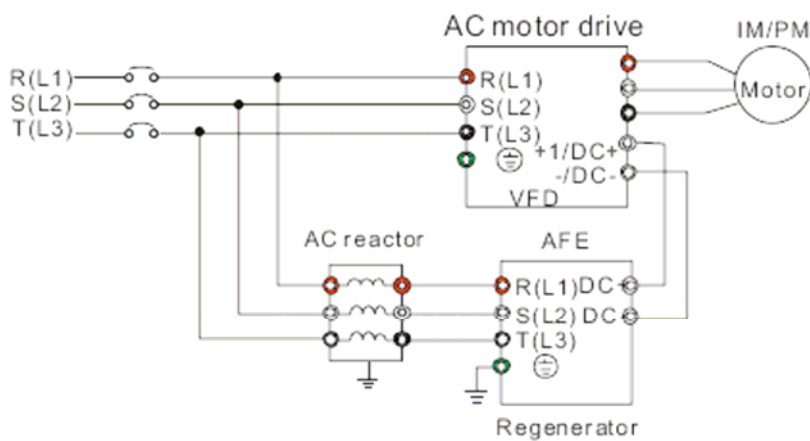 AC motor drive
IM/PM
R(L1)
S(L2)
T(L3)
R(L1)
S(L2)
T(L3)
+1/DC+
-/DC-
VFD
Motor
AC reactor
AFE
R(L1) DC+
S(L2) DC-
T(L3)
Regenerator